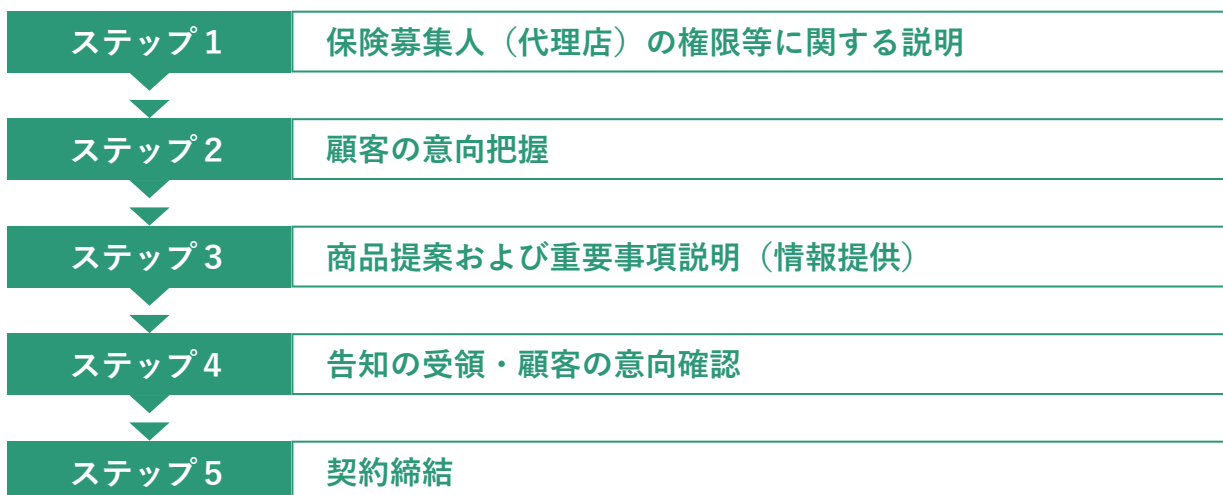 ステップ1 保険募集人（代理店）の権限等に関する説明
ステップ2 顧客の意向把握
ステップ3 商品提案および重要事項説明（情報提供）
ステップ4 告知の受領・顧客の意向確認
ステップ5 契約締結